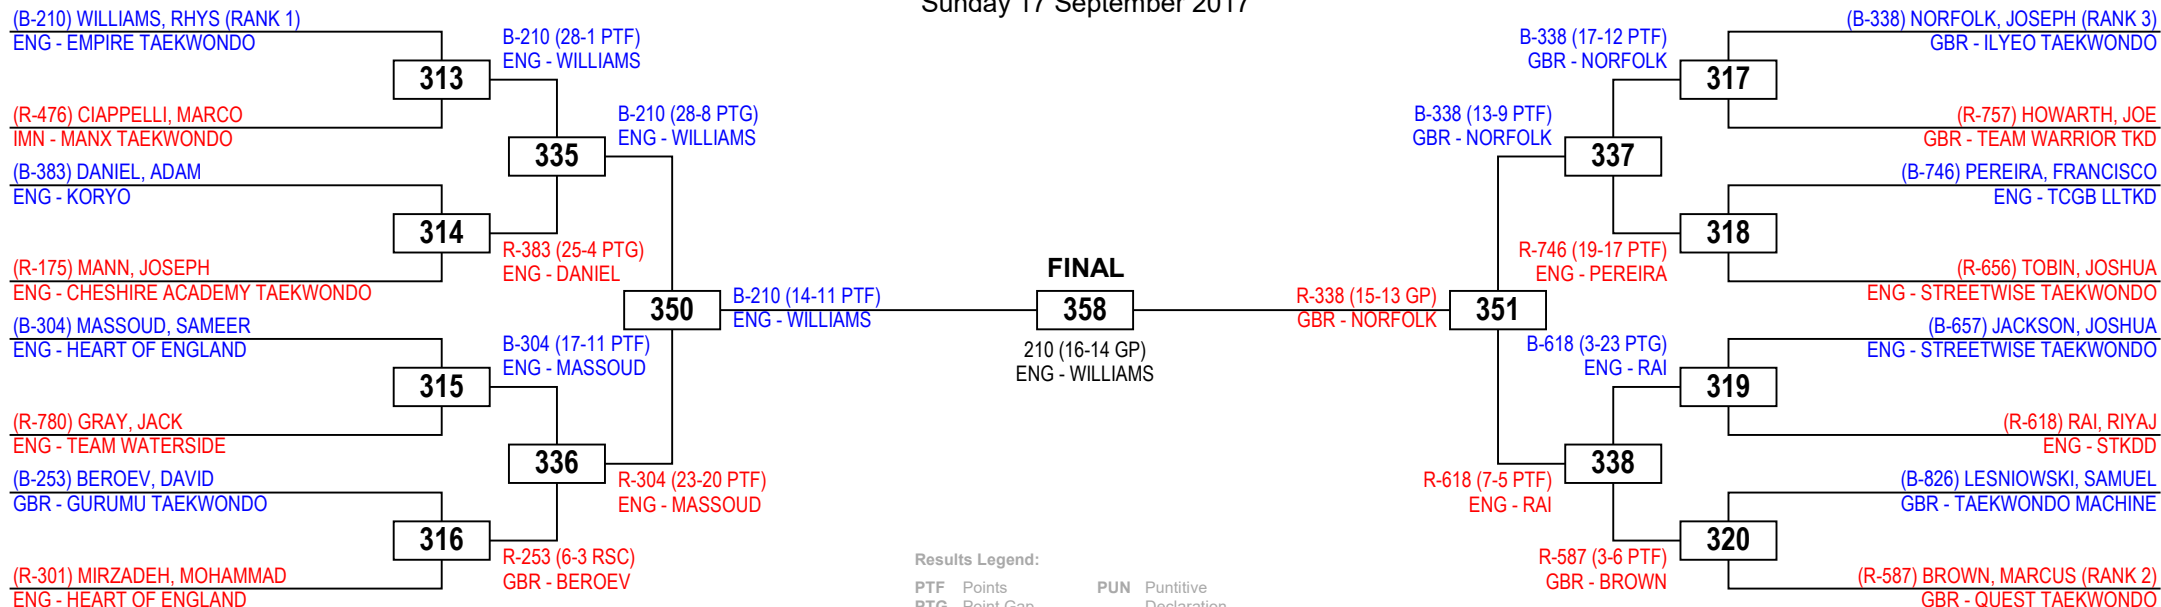 Sunday 17 September 2017
(B-210) WILLIAMS, RHYS (RANK 1)
ENG - EMPIRE TAEKWONDO
313
(R-476) CIAPPELLI, MARCO
IMN - MANX TAEKWONDO
(B-383) DANIEL, ADAM
ENG - KORYO
314
(R-175) MANN, JOSEPH
ENG - CHESHIRE ACADEMY TAEKWONDO
(B-304) MASSOUD, SAMEER
ENG - HEART OF ENGLAND
315
(R-780) GRAY, JACK
ENG - TEAM WATERSIDE
(B-253) BEROEV, DAVID
GBR - GURUMU TAEKWONDO
316
(R-301) MIRZADEH, MOHAMMAD
ENG - HEART OF ENGLAND
B-210 (28-1 PTF)
ENG - WILLIAMS
335
R-383 (25-4 PTG)
ENG - DANIEL
B-304 (17-11 PTF)
ENG - MASSOUD
336
R-253 (6-3 RSC)
GBR - BEROEV
B-210 (28-8 PTG)
ENG - WILLIAMS
350
R-304 (23-20 PTF)
ENG - MASSOUD
B-210 (14-11 PTF)
ENG - WILLIAMS
FINAL
358
210 (16-14 GP)
ENG - WILLIAMS
R-338 (15-13 GP)
GBR - NORFOLK
B-338 (13-9 PTF)
GBR - NORFOLK
351
R-618 (7-5 PTF)
ENG - RAI
B-338 (17-12 PTF)
GBR - NORFOLK
337
R-746 (19-17 PTF)
ENG - PEREIRA
B-618 (3-23 PTG)
ENG - RAI
338
R-587 (3-6 PTF)
GBR - BROWN
(B-338) NORFOLK, JOSEPH (RANK 3)
GBR - ILYEO TAEKWONDO
317
(R-757) HOWARTH, JOE
GBR - TEAM WARRIOR TKD
(B-746) PEREIRA, FRANCISCO
ENG - TCGB LLTKD
318
(R-656) TOBIN, JOSHUA
ENG - STREETWISE TAEKWONDO
(B-657) JACKSON, JOSHUA
ENG - STREETWISE TAEKWONDO
319
(R-618) RAI, RIYAJ
ENG - STKDD
(B-826) LESNIOWSKI, SAMUEL
GBR - TAEKWONDO MACHINE
320
(R-587) BROWN, MARCUS (RANK 2)
GBR - QUEST TAEKWONDO
Results Legend:
PTF Points PUN Puntitive
PTG Point Gap Declaration